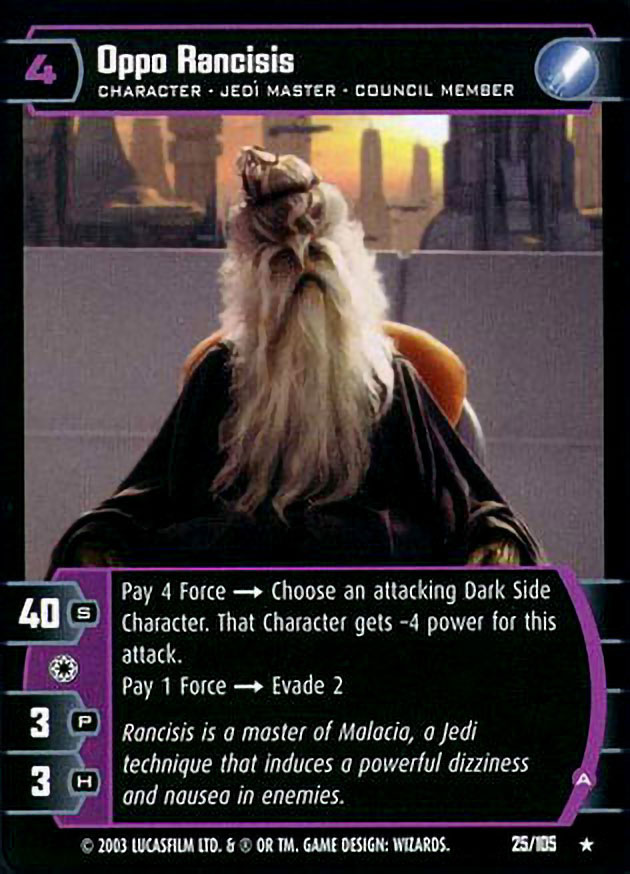 4
Oppo Rancisis
CHARACTER · JEDI MASTER · COUNCIL MEMBER
Pay 4 Force → Choose an attacking Dark Side
Character. That Character gets -4 power for this
attack.
Pay 1 Force → Evade 2
Rancisis is a master of Malacia, a Jedi
technique that induces a powerful dizziness
and nausea in enemies.
40 S
3 P
3 H
A
© 2003 LUCASFILM LTD. & ® OR TM. GAME DESIGN: WIZARDS.
25/105 ★